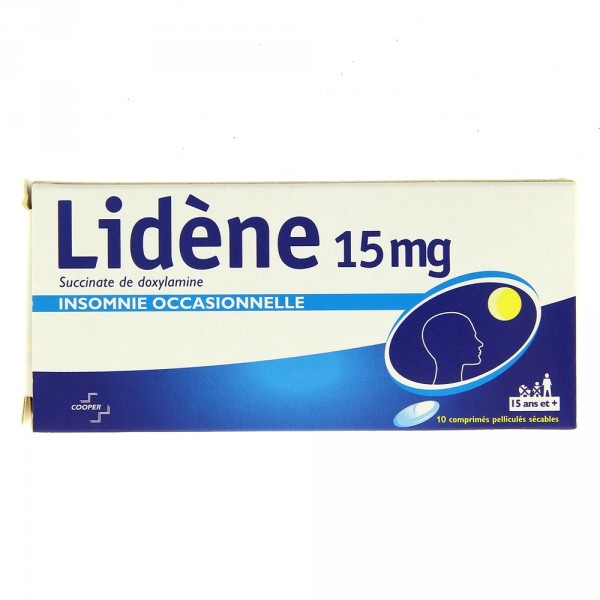 Lidène 15 mg
Succinate de doxylamine
INSOMNIE OCCASIONNELLE
COOPER
15 ans et +
10 comprimés pelliculés sécables